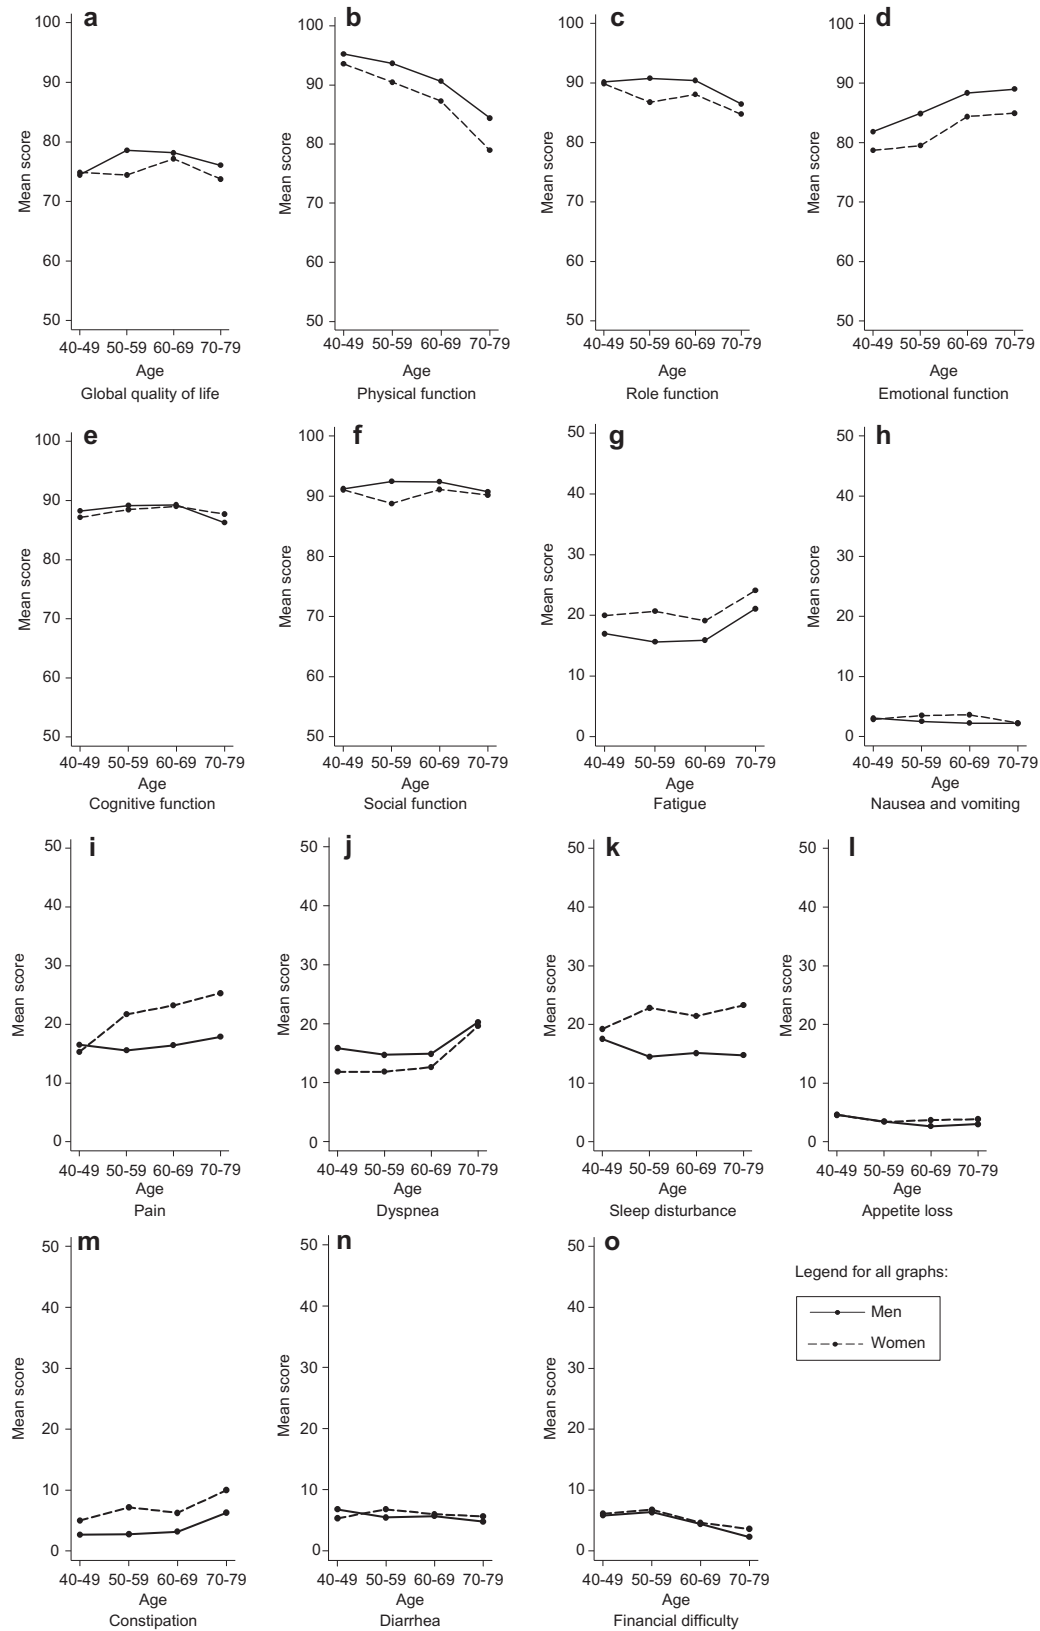 a
100
90
80
70
60
50
Mean score
40-49 50-59 60-69 70-79
Age
Global quality of life
b
100
90
80
70
60
50
Mean score
40-49 50-59 60-69 70-79
Age
Physical function
c
100
90
80
70
60
50
Mean score
40-49 50-59 60-69 70-79
Age
Role function
d
100
90
80
70
60
50
Mean score
40-49 50-59 60-69 70-79
Age
Emotional function
e
100
90
80
70
60
50
Mean score
40-49 50-59 60-69 70-79
Age
Cognitive function
f
100
90
80
70
60
50
Mean score
40-49 50-59 60-69 70-79
Age
Social function
g
50
40
30
20
10
0
Mean score
40-49 50-59 60-69 70-79
Age
Fatigue
h
50
40
30
20
10
0
Mean score
40-49 50-59 60-69 70-79
Age
Nausea and vomiting
i
50
40
30
20
10
0
Mean score
40-49 50-59 60-69 70-79
Age
Pain
j
50
40
30
20
10
0
Mean score
40-49 50-59 60-69 70-79
Age
Dyspnea
k
50
40
30
20
10
0
Mean score
40-49 50-59 60-69 70-79
Age
Sleep disturbance
l
50
40
30
20
10
0
Mean score
40-49 50-59 60-69 70-79
Age
Appetite loss
m
50
40
30
20
10
0
Mean score
40-49 50-59 60-69 70-79
Age
Constipation
n
50
40
30
20
10
0
Mean score
40-49 50-59 60-69 70-79
Age
Diarrhea
o
50
40
30
20
10
0
Mean score
40-49 50-59 60-69 70-79
Age
Financial difficulty
Legend for all graphs:
Men
Women